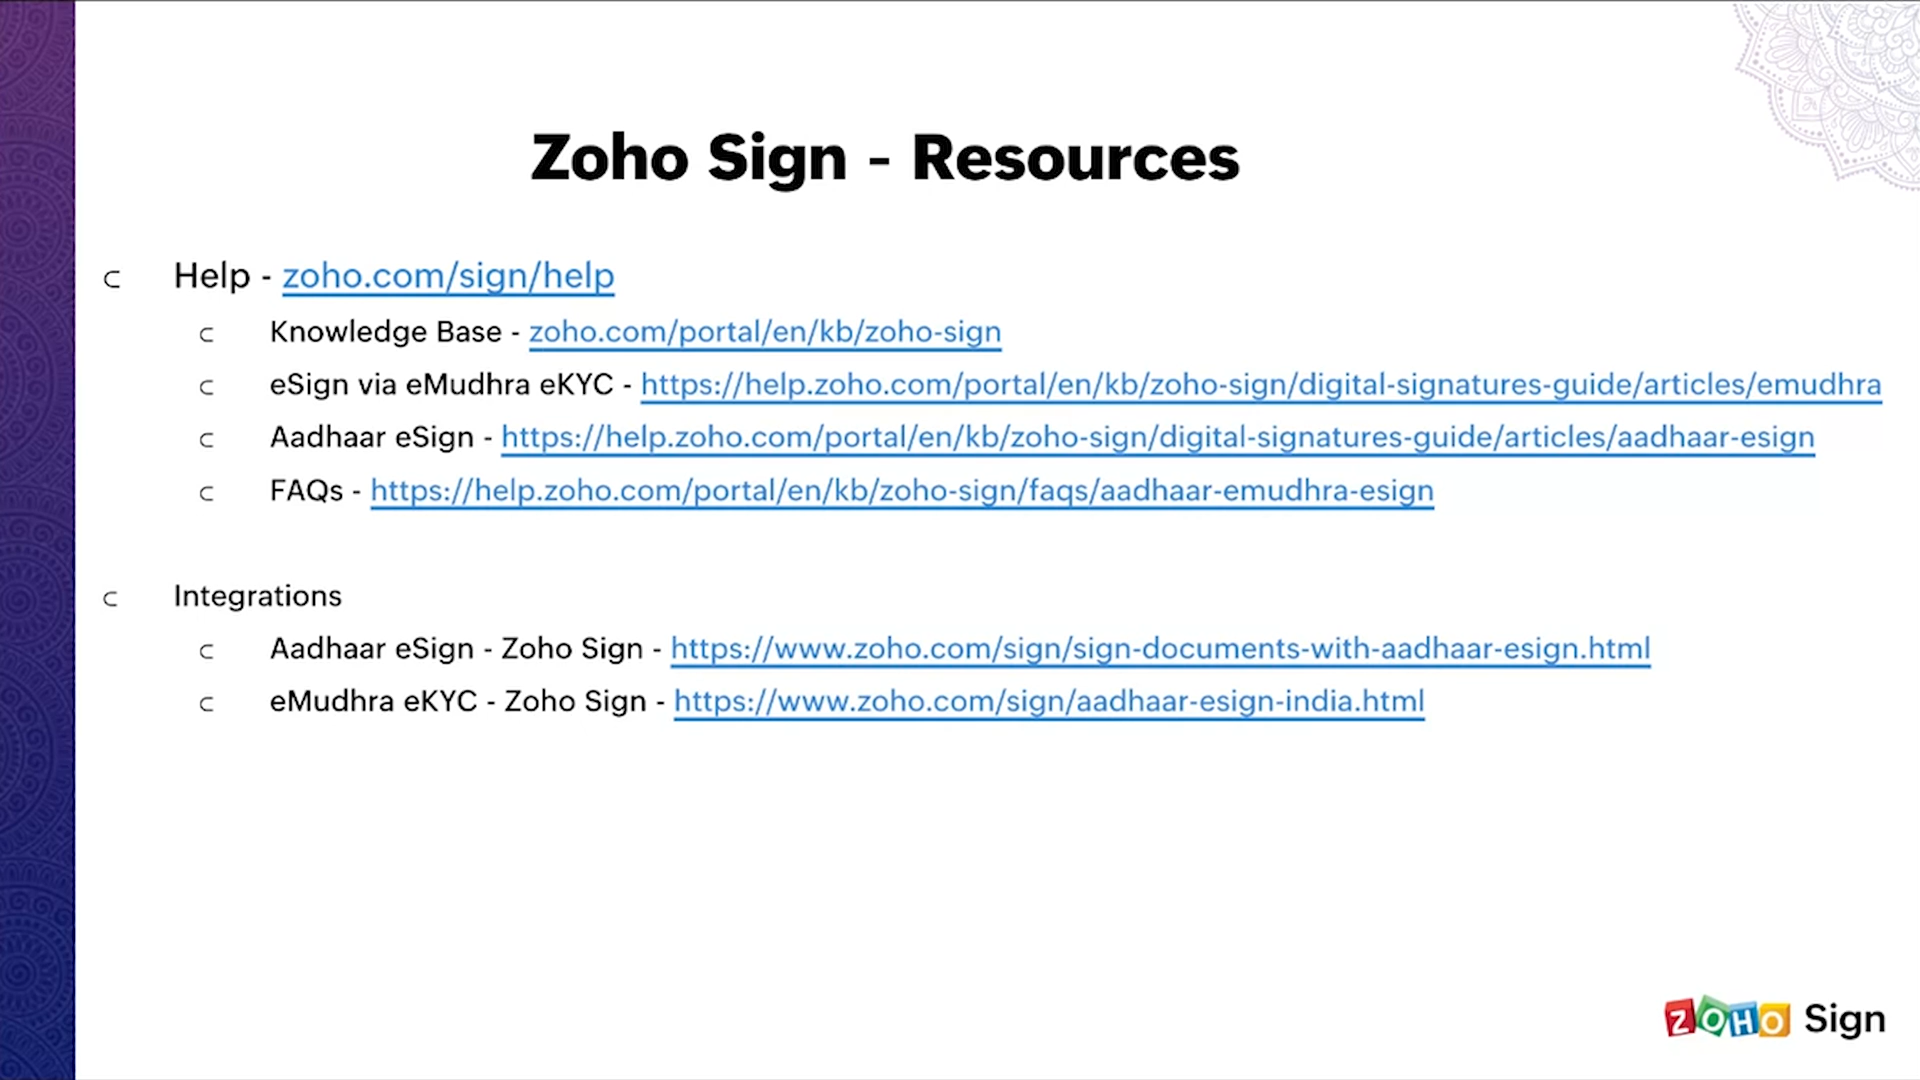 Zoho Sign - Resources
Help - zoho.com/sign/help
Knowledge Base - zoho.com/portal/en/kb/zoho-sign
eSign via eMudhra eKYC - https://help.zoho.com/portal/en/kb/zoho-sign/digital-signatures-guide/articles/emudhra
Aadhaar eSign - https://help.zoho.com/portal/en/kb/zoho-sign/digital-signatures-guide/articles/aadhaar-esign
FAQs - https://help.zoho.com/portal/en/kb/zoho-sign/faqs/aadhaar-emudhra-esign
Integrations
Aadhaar eSign - Zoho Sign - https://www.zoho.com/sign/sign-documents-with-aadhaar-esign.html
eMudhra eKYC - Zoho Sign - https://www.zoho.com/sign/aadhaar-esign-india.html
ZOHO Sign